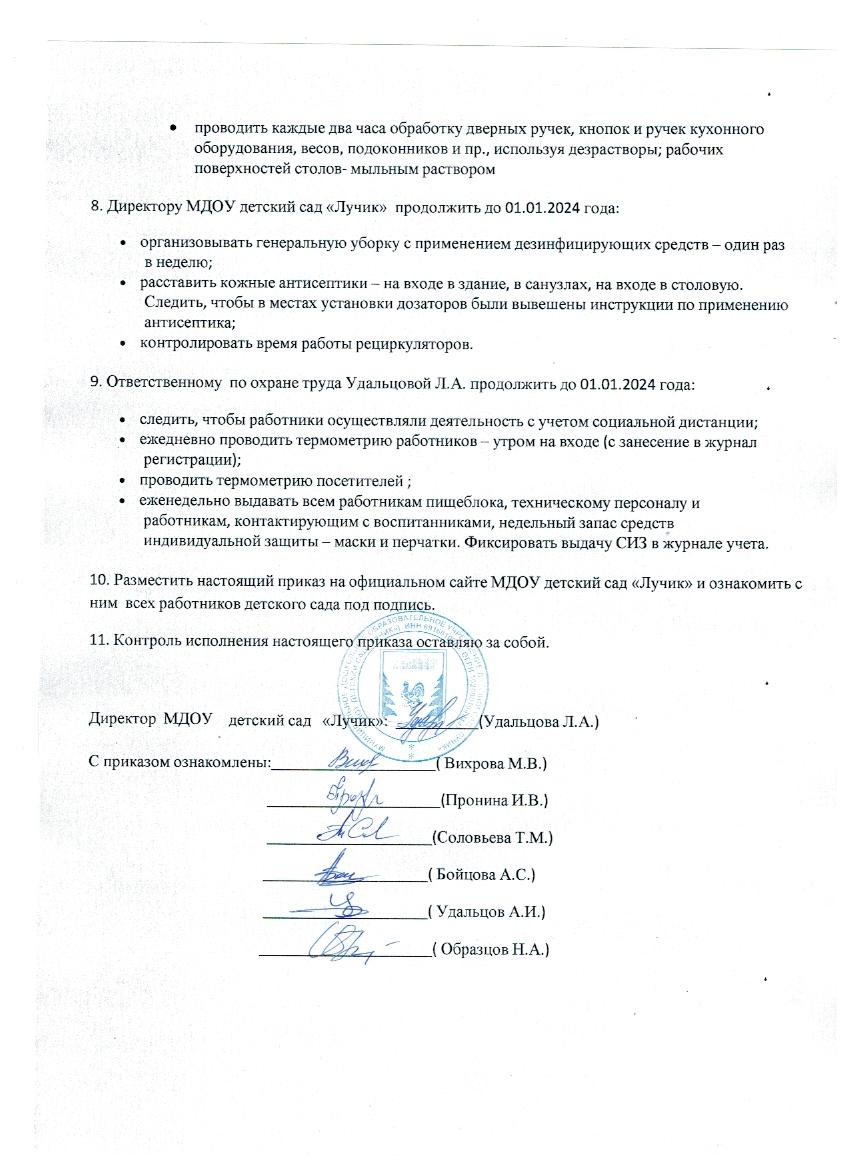 • проводить каждые два часа обработку дверных ручек, кнопок и ручек кухонного
оборудования, весов, подоконников и пр., используя дезрастворы; рабочих
поверхностей столов- мыльным раствором
8. Директору МДОУ детский сад «Лучик» продолжить до 01.01.2024 года:
• организовывать генеральную уборку с применением дезинфицирующих средств – один раз
в неделю;
• расставить кожные антисептики – на входе в здание, в санузлах, на входе в столовую.
Следить, чтобы в местах установки дозаторов были вывешены инструкции по применению
антисептика;
• контролировать время работы рециркуляторов.
9. Ответственному по охране труда Удальцовой Л.А. продолжить до 01.01.2024 года:
• следить, чтобы работники осуществляли деятельность с учетом социальной дистанции;
• ежедневно проводить термометрию работников – утром на входе (с занесение в журнал
регистрации);
• проводить термометрию посетителей ;
• еженедельно выдавать всем работникам пищеблока, техническому персоналу и
работникам, контактирующим с воспитанниками, недельный запас средств
индивидуальной защиты – маски и перчатки. Фиксировать выдачу СИЗ в журнале учета.
10. Разместить настоящий приказ на официальном сайте МДОУ детский сад «Лучик» и ознакомить с
ним всех работников детского сада под подпись.
11. Контроль исполнения настоящего приказа оставляю за собой.
Директор МДОУ детский сад «Лучик»: (Удальцова Л.А.)
С приказом ознакомлены: ( Вихрова М.В.)
(Пронина И.В.)
(Соловьева Т.М.)
( Бойцова А.С.)
( Удальцов А.И.)
( Образцов Н.А.)